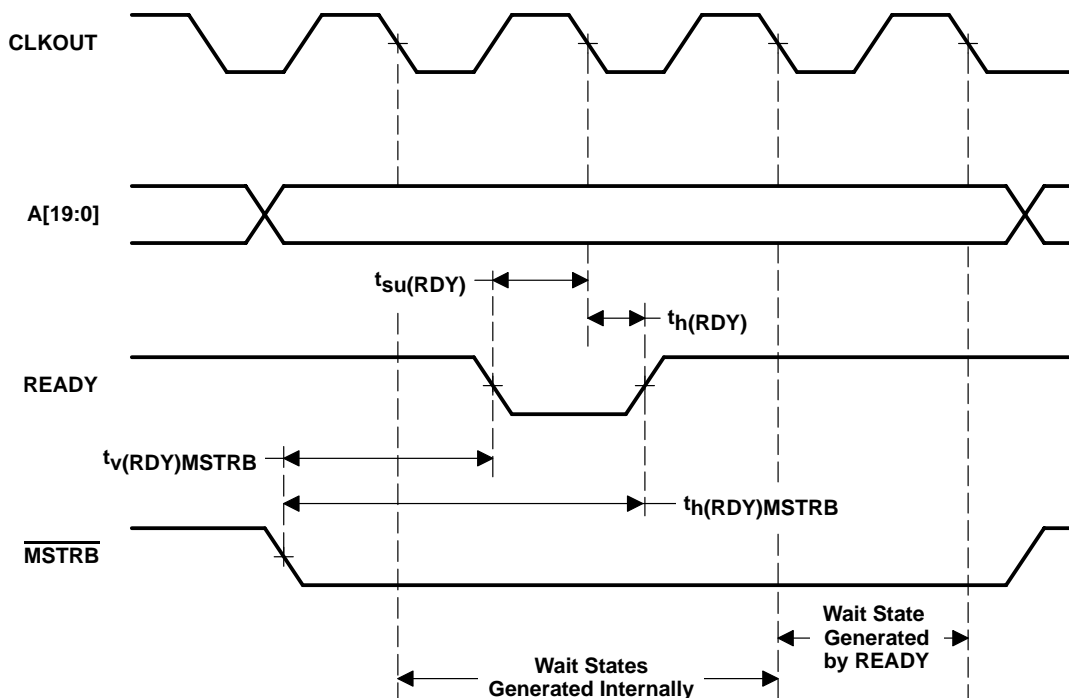 CLKOUT
A[19:0]
tsu(RDY)
th(RDY)
READY
tv(RDY)MSTRB
th(RDY)MSTRB
MSTRB
Wait State
Generated
by READY
Wait States
Generated Internally